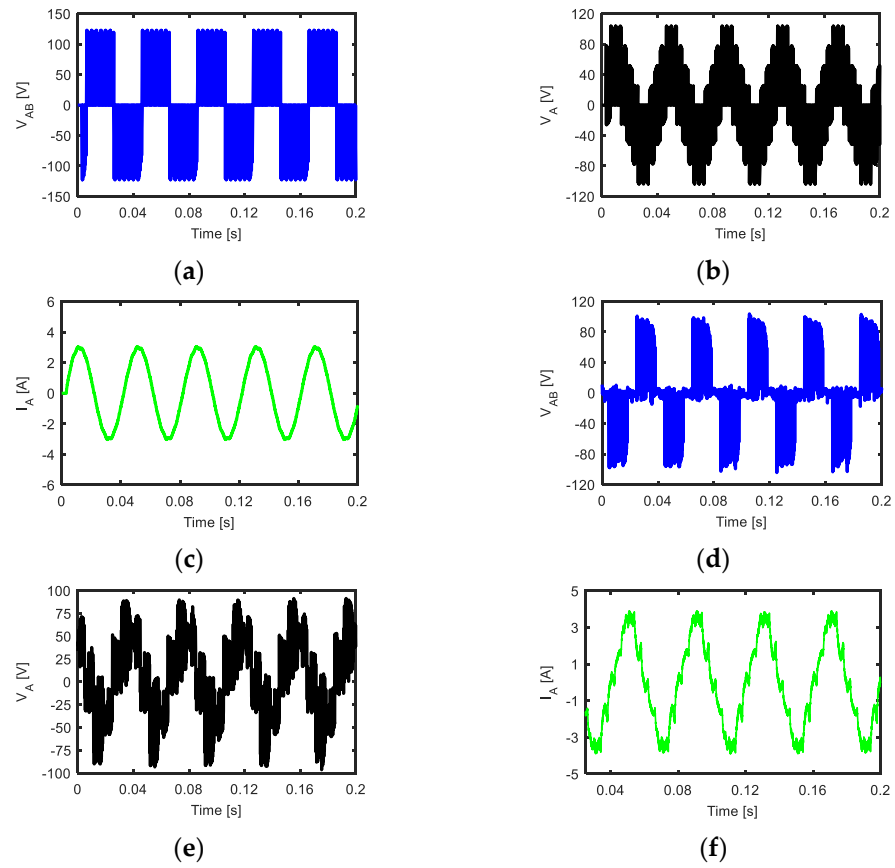 150
100
50
0
-50
-100
-150
V_AB [V]
0 0.04 0.08 0.12 0.16 0.2
Time [s]
(a)
120
80
40
0
-40
-80
-120
V_A [V]
0 0.04 0.08 0.12 0.16 0.2
Time [s]
(b)
6
4
2
0
-2
-4
-6
I_A [A]
0 0.04 0.08 0.12 0.16 0.2
Time [s]
(c)
120
80
40
0
-40
-80
-120
V_AB [V]
0 0.04 0.08 0.12 0.16 0.2
Time [s]
(d)
100
75
50
25
0
-25
-50
-75
-100
V_A [V]
0 0.04 0.08 0.12 0.16 0.2
Time [s]
(e)
5
3
1
-1
-3
-5
I_A [A]
0.04 0.08 0.12 0.16 0.2
Time [s]
(f)